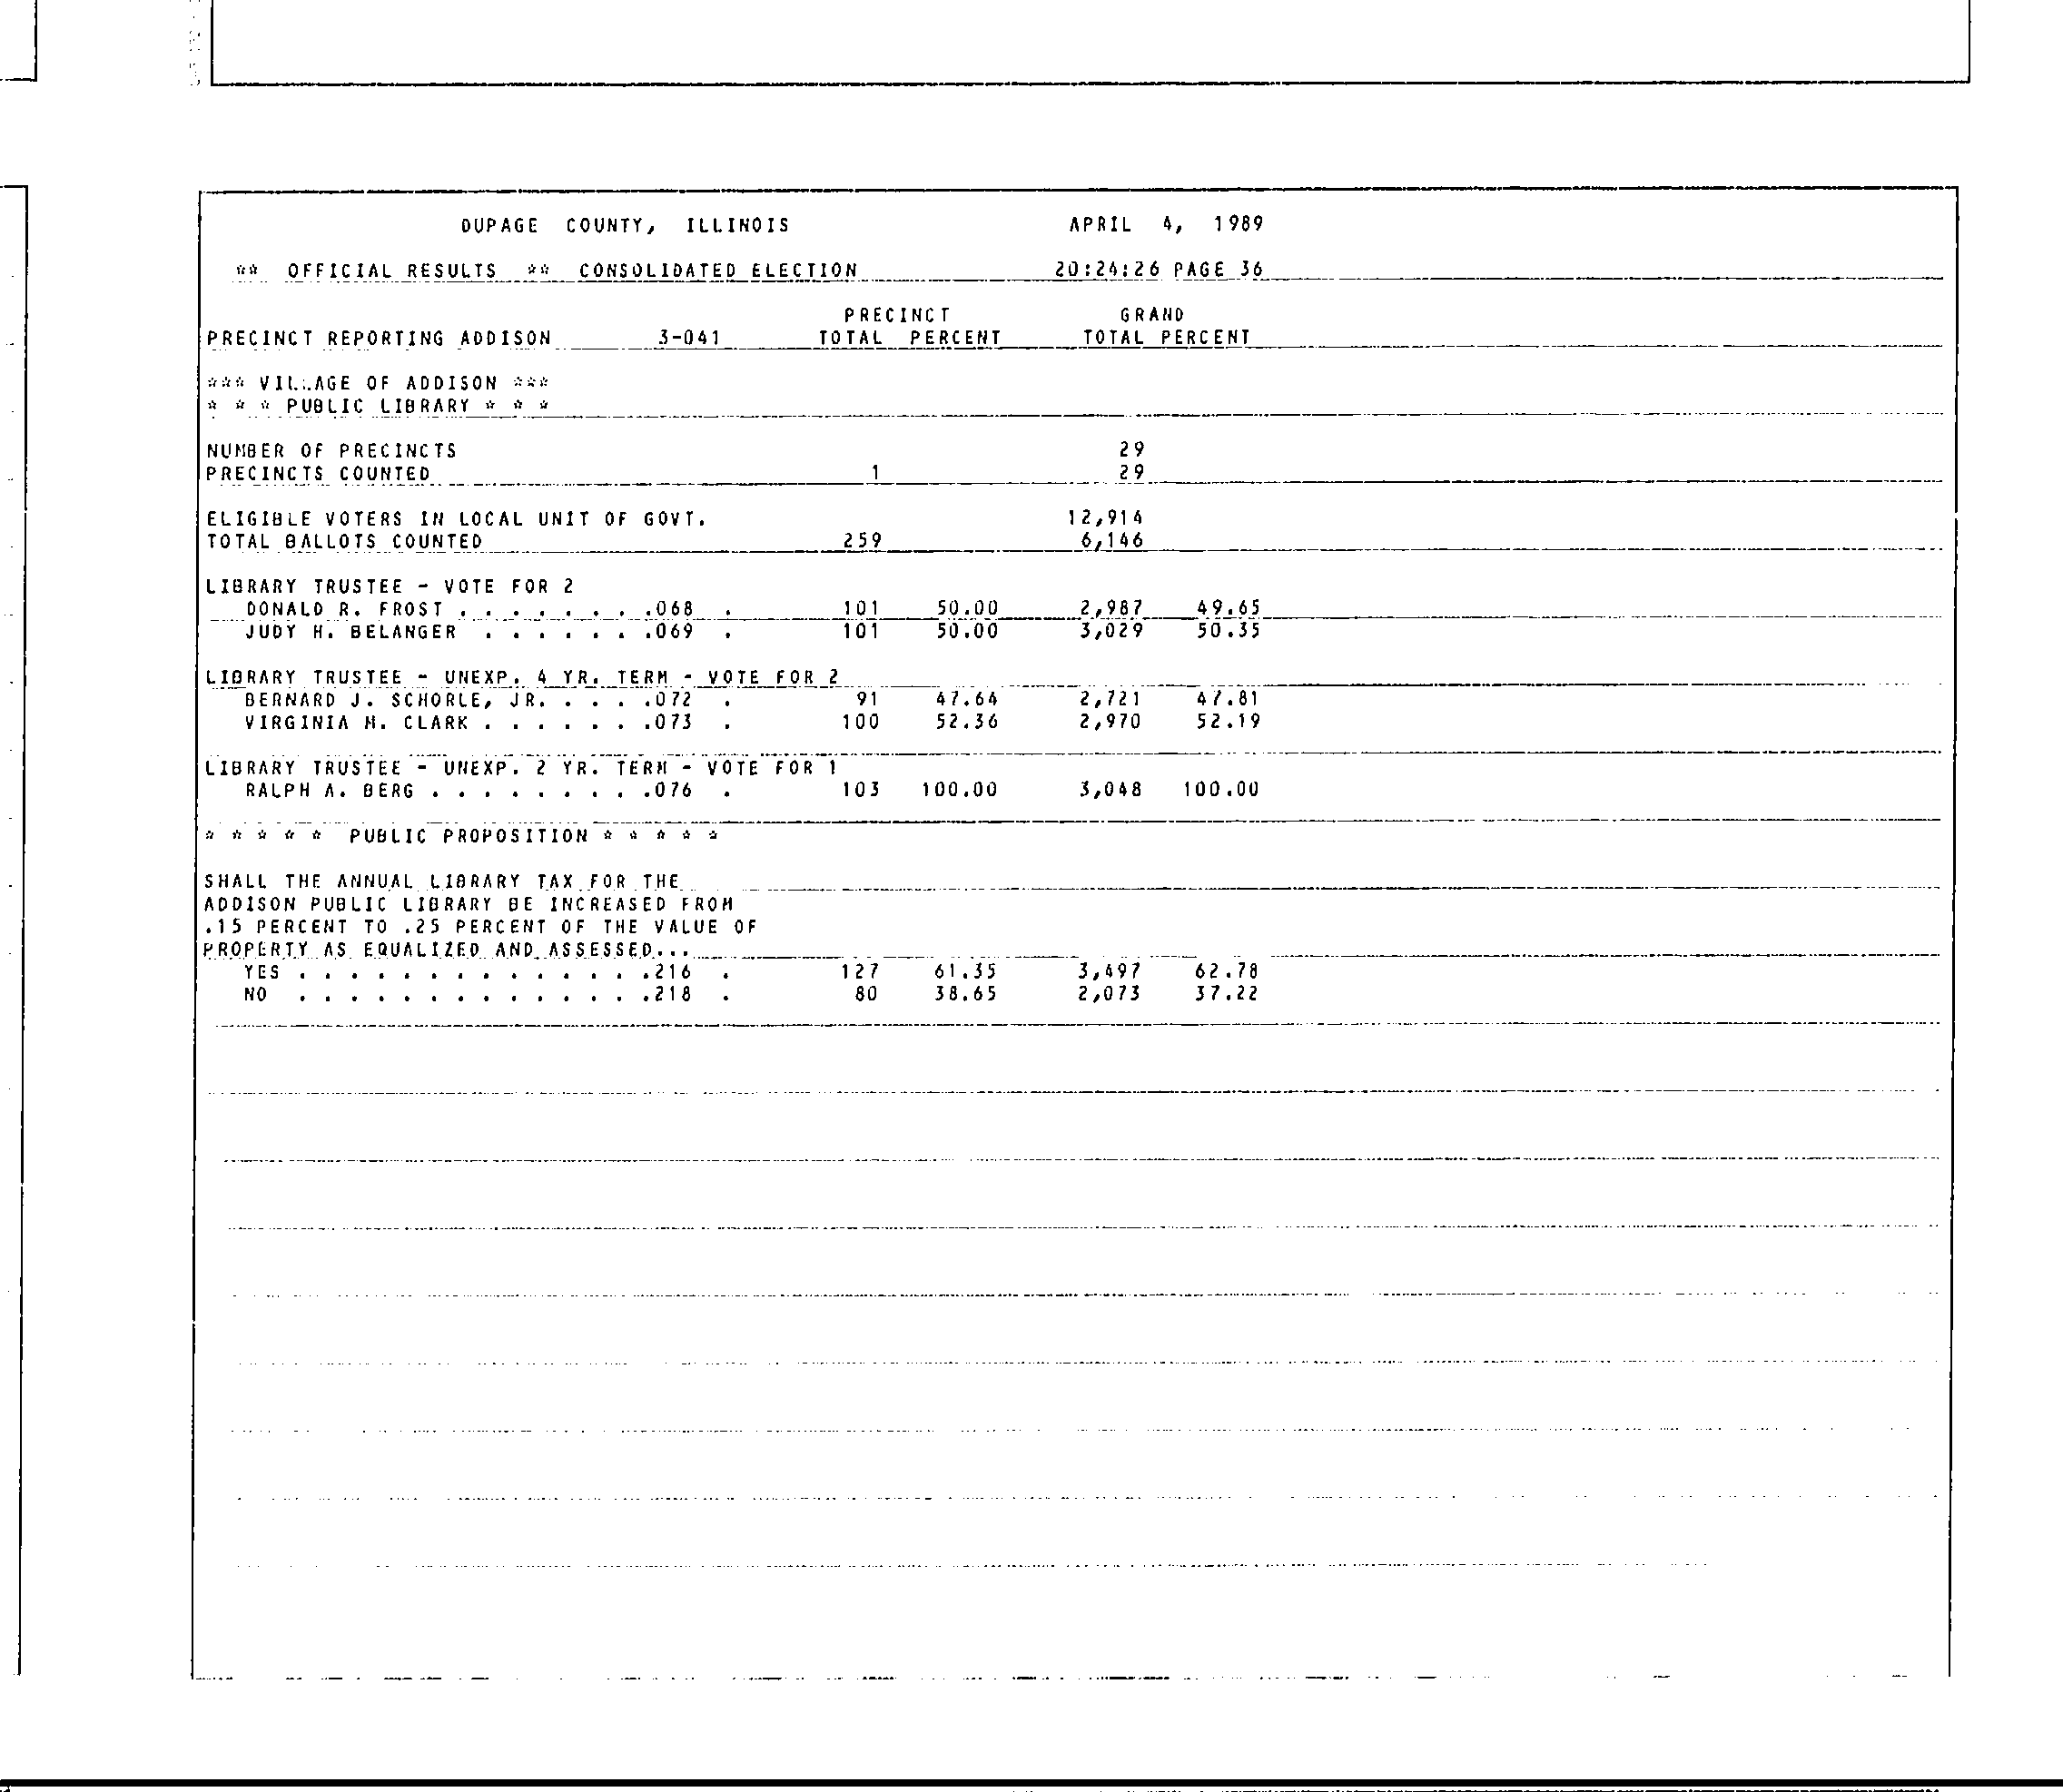 DUPAGE COUNTY, ILLINOIS APRIL 4, 1989
** OFFICIAL RESULTS ** CONSOLIDATED ELECTION 20:24:26 PAGE 36
PRECINCT GRAND
PRECINCT REPORTING ADDISON 3-041 TOTAL PERCENT TOTAL PERCENT
*** VILLAGE OF ADDISON ***
* * * PUBLIC LIBRARY * * *
NUMBER OF PRECINCTS 29
PRECINCTS COUNTED 1 29
ELIGIBLE VOTERS IN LOCAL UNIT OF GOVT. 12,914
TOTAL BALLOTS COUNTED 259 6,146
LIBRARY TRUSTEE - VOTE FOR 2
DONALD R. FROST . . . . . . . .068 . 101 50.00 2,987 49.65
JUDY H. BELANGER . . . . . . .069 . 101 50.00 3,029 50.35
LIBRARY TRUSTEE - UNEXP. 4 YR. TERM - VOTE FOR 2
BERNARD J. SCHORLE, JR. . . . .072 . 91 47.64 2,721 47.81
VIRGINIA M. CLARK . . . . . . .073 . 100 52.36 2,970 52.19
LIBRARY TRUSTEE - UNEXP. 2 YR. TERM - VOTE FOR 1
RALPH A. BERG . . . . . . . . .076 . 103 100.00 3,048 100.00
* * * * * PUBLIC PROPOSITION * * * * *
SHALL THE ANNUAL LIBRARY TAX FOR THE
ADDISON PUBLIC LIBRARY BE INCREASED FROM
.15 PERCENT TO .25 PERCENT OF THE VALUE OF
PROPERTY AS EQUALIZED AND ASSESSED...
YES . . . . . . . . . . . . . .216 . 127 61.35 3,497 62.78
NO . . . . . . . . . . . . . .218 . 80 38.65 2,073 37.22